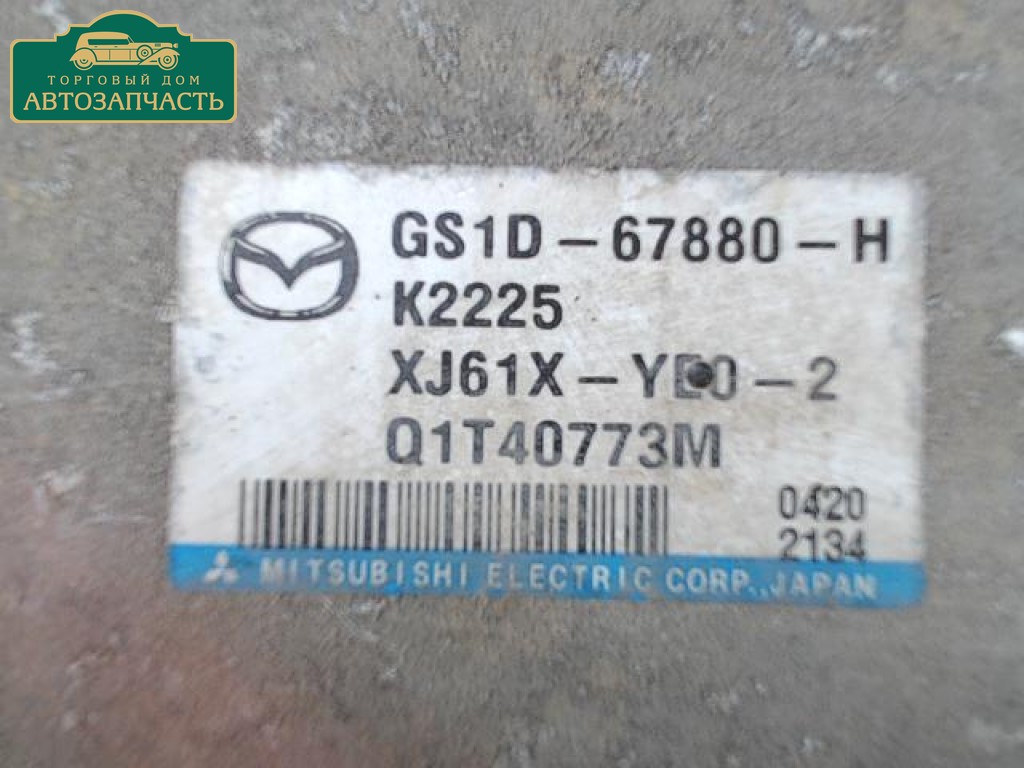 ТОРГОВЫЙ ДОМ
АВТОЗАПЧАСТЬ
GS1D-67880-H
K2225
XJ61X-YE0-2
Q1T40773M
0420
2134
MITSUBISHI ELECTRIC CORP.,JAPAN